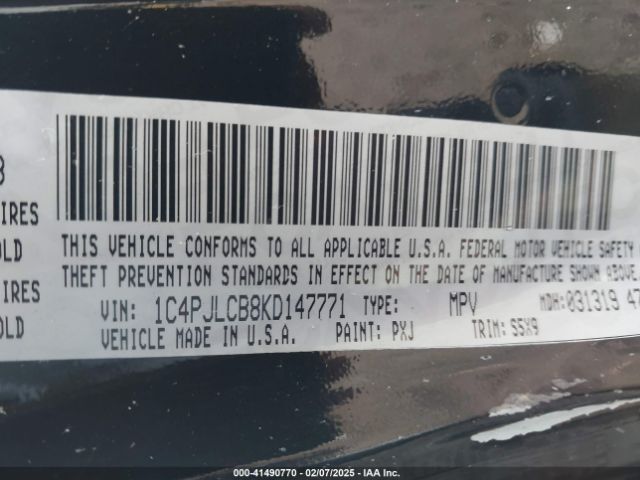 IRES
OLD
OLD
THIS VEHICLE CONFORMS TO ALL APPLICABLE U.S.A. FEDERAL MOTOR VEHICLE SAFETY
THEFT PREVENTION STANDARDS IN EFFECT ON THE DATE OF MANUFACTURE SHOWN ABOVE
VIN: 1C4PJLCB8KD147771 TYPE: MPV MDH:031319 47
VEHICLE MADE IN U.S.A. PAINT: PXJ TRIM: S5X9
000-41490770 - 02/07/2025 - IAA Inc.